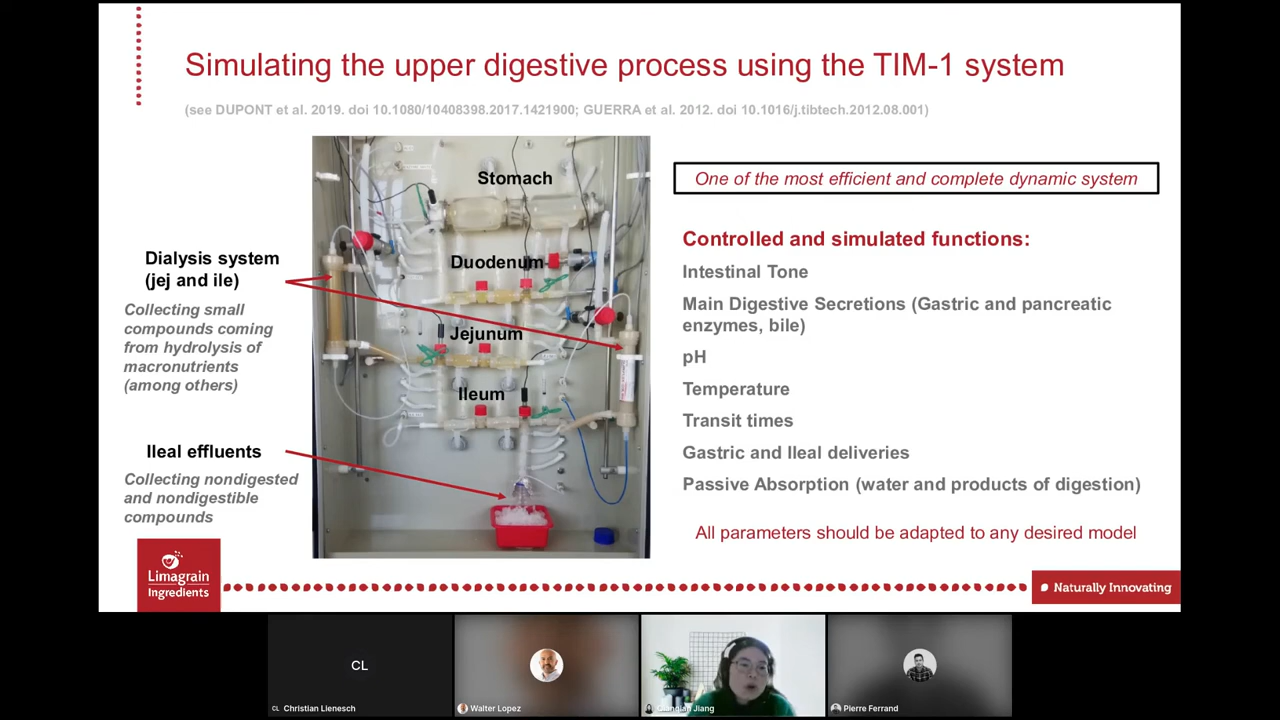 Simulating the upper digestive process using the TIM-1 system
(see DUPONT et al. 2019. doi 10.1080/10408398.2017.1421900; GUERRA et al. 2012. doi 10.1016/j.tibtech.2012.08.001)
Stomach
Duodenum
Jejunum
Ileum
Dialysis system
(jej and ile)
Collecting small
compounds coming
from hydrolysis of
macronutrients
(among others)
Ileal effluents
Collecting nondigested
and nondigestible
compounds
One of the most efficient and complete dynamic system
Controlled and simulated functions:
Intestinal Tone
Main Digestive Secretions (Gastric and pancreatic
enzymes, bile)
pH
Temperature
Transit times
Gastric and Ileal deliveries
Passive Absorption (water and products of digestion)
All parameters should be adapted to any desired model
Limagrain
Ingredients
Naturally Innovating
CL
CL Christian Lienesch
Walter Lopez
Jiang
Pierre Ferrand